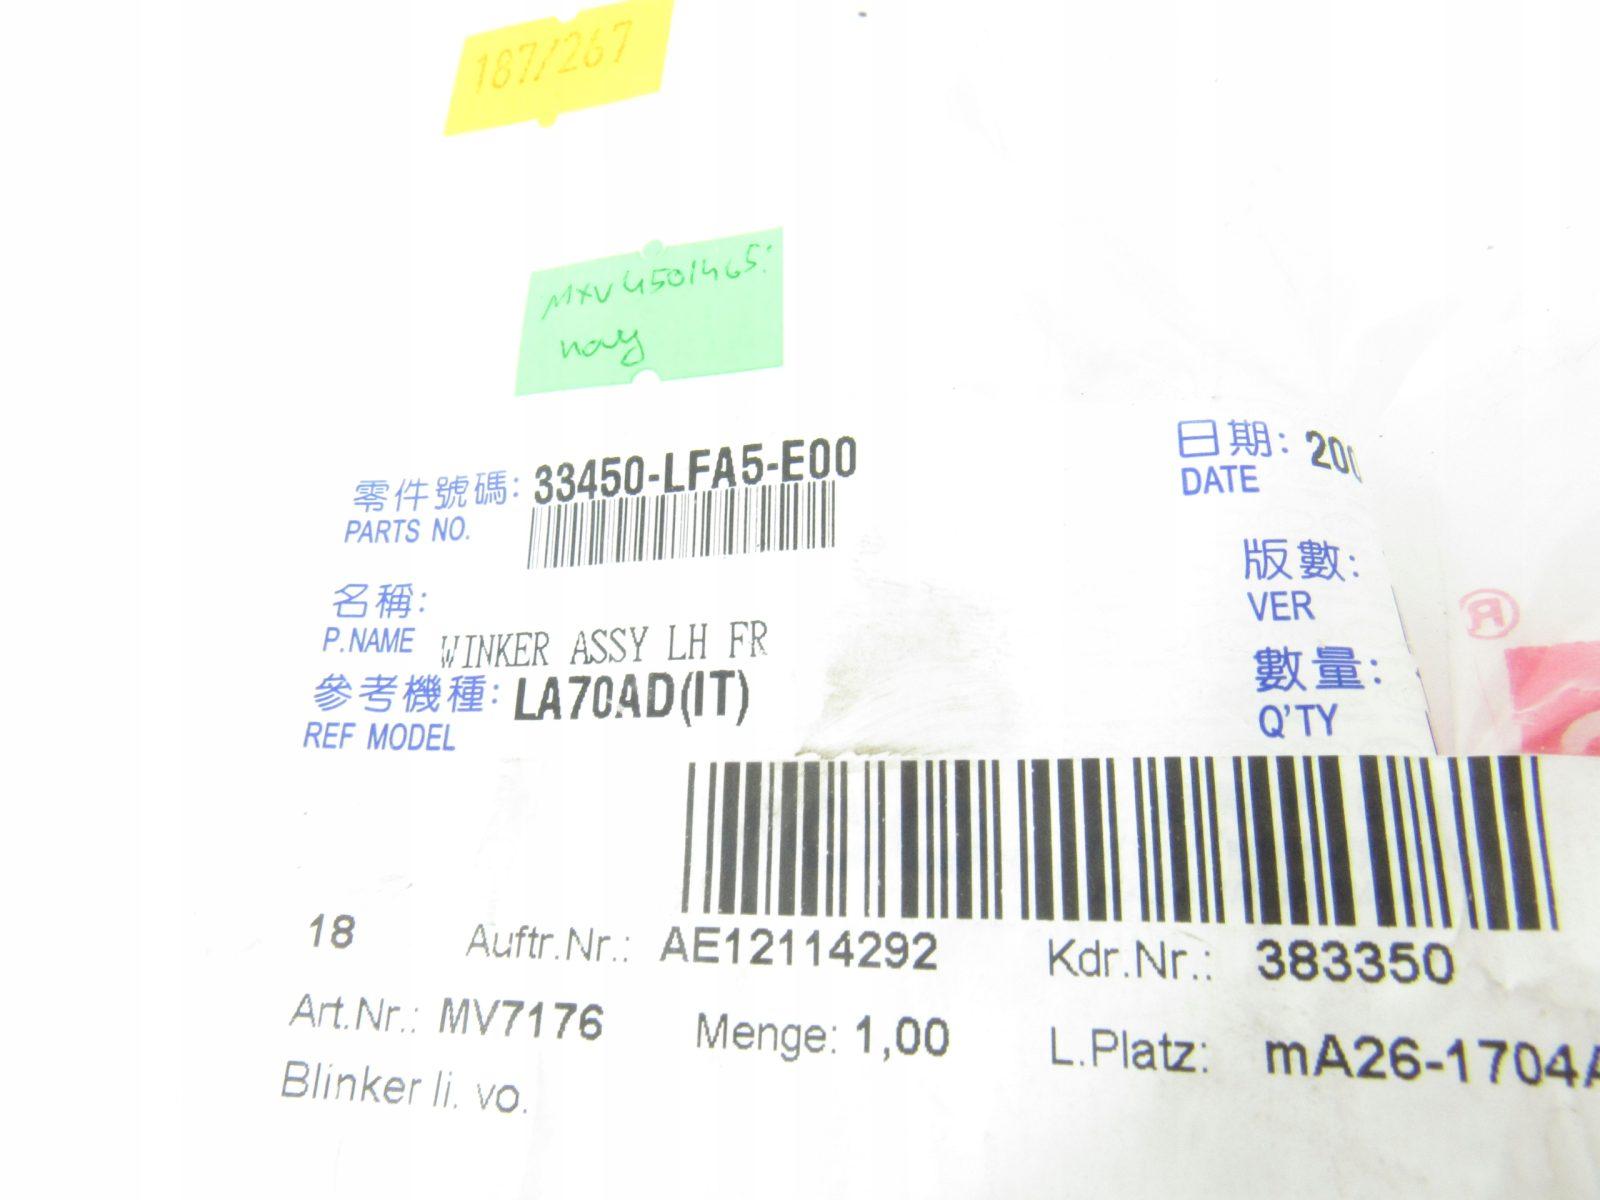 187/267
MXV4501465:
nowy
零件號碼: 33450-LFA5-E00
PARTS NO.
日期: 200
DATE
名稱:
P.NAME WINKER ASSY LH FR
版數:
VER
參考機種: LA70AD(IT)
REF MODEL
數量:
Q'TY
®
18 Auftr.Nr.: AE12114292 Kdr.Nr.: 383350
Art.Nr.: MV7176 Menge: 1,00 L.Platz: mA26-1704A
Blinker li. vo.